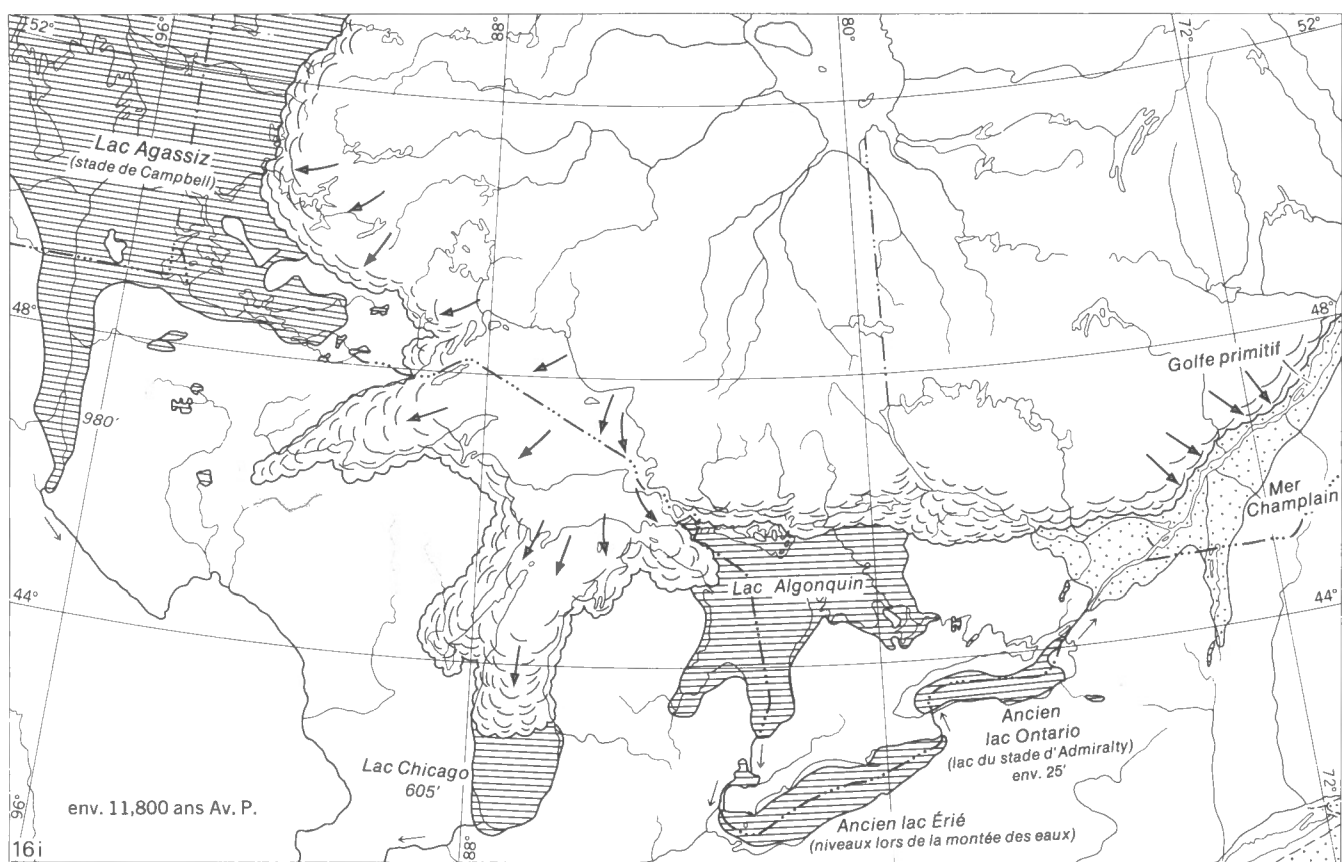 52°
96°
88°
80°
72°
52°
Lac Agassiz
(stade de Campbell)
48°
48°
Golfe primitif
980'
Mer
Champlain
Lac Algonquin
44°
44°
Ancien
lac Ontario
(lac du stade d'Admiralty)
env. 25'
Lac Chicago
605'
env. 11,800 ans Av. P.
Ancien lac Érié
(niveaux lors de la montée des eaux)
96°
88°
72°
16i